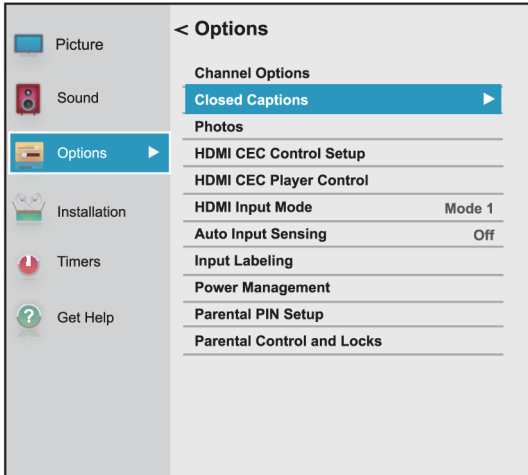 Picture
Sound
Options
Installation
Timers
Get Help
< Options
Channel Options
Closed Captions
Photos
HDMI CEC Control Setup
HDMI CEC Player Control
HDMI Input Mode Mode 1
Auto Input Sensing Off
Input Labeling
Power Management
Parental PIN Setup
Parental Control and Locks